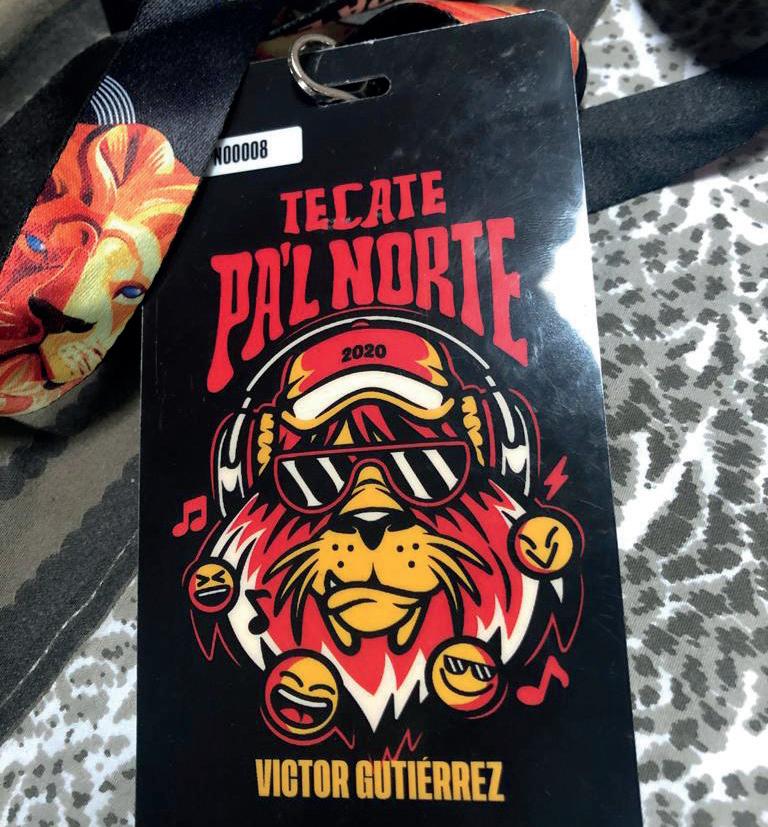 N00008
TECATE
PA'L NORTE
2020
VICTOR GUTIÉRREZ